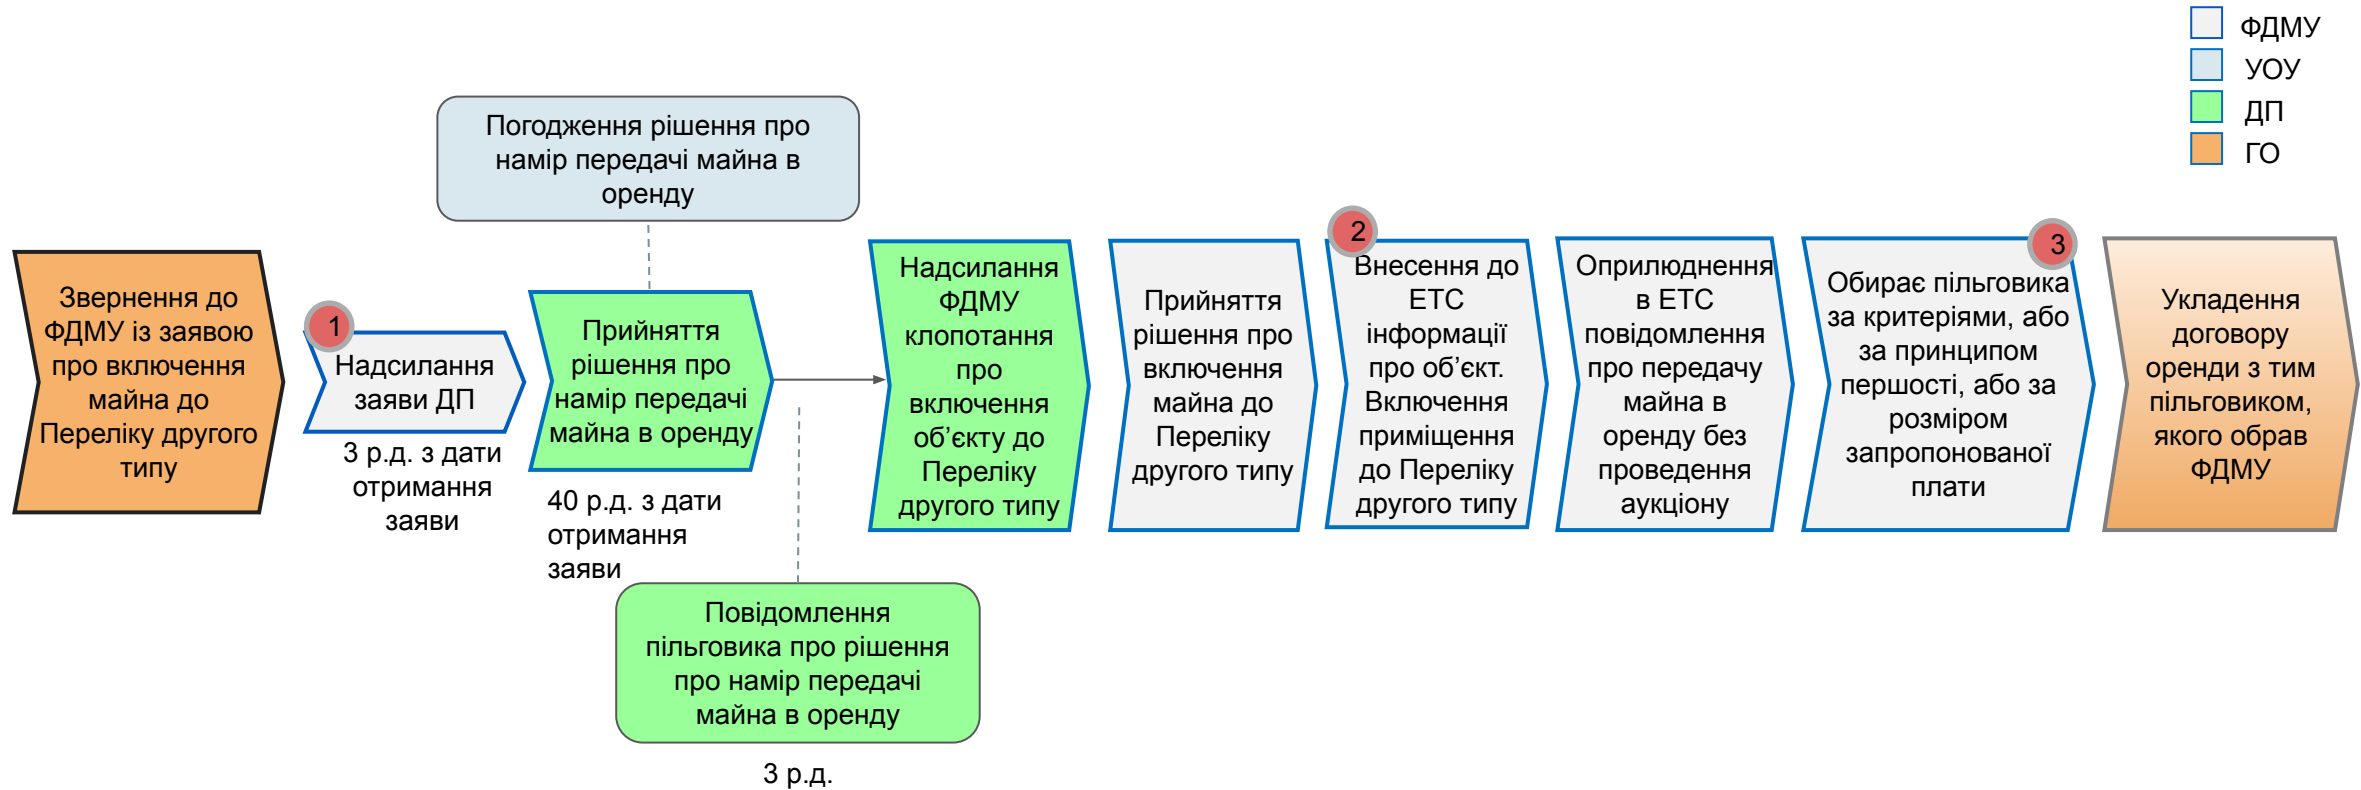 ФДМУ
УОУ
ДП
ГО
Погодження рішення про
намір передачі майна в
оренду
Звернення до
ФДМУ із заявою
про включення
майна до
Переліку другого
типу
1
Надсилання
заяви ДП
3 р.д. з дати
отримання
заяви
Прийняття
рішення про
намір передачі
майна в оренду
40 р.д. з дати
отримання
заяви
Повідомлення
пільговика про рішення
про намір передачі
майна в оренду
3 р.д.
Надсилання
ФДМУ
клопотання
про
включення
об’єкту до
Переліку
другого типу
Прийняття
рішення про
включення
майна до
Переліку
другого типу
2
Внесення до
ЕТС
інформації
про об’єкт.
Включення
приміщення
до Переліку
другого типу
Оприлюднення
в ЕТС
повідомлення
про передачу
майна в
оренду без
проведення
аукціону
3
Обирає пільговика
за критеріями, або
за принципом
першості, або за
розміром
запропонованої
плати
Укладення
договору
оренди з тим
пільговиком,
якого обрав
ФДМУ